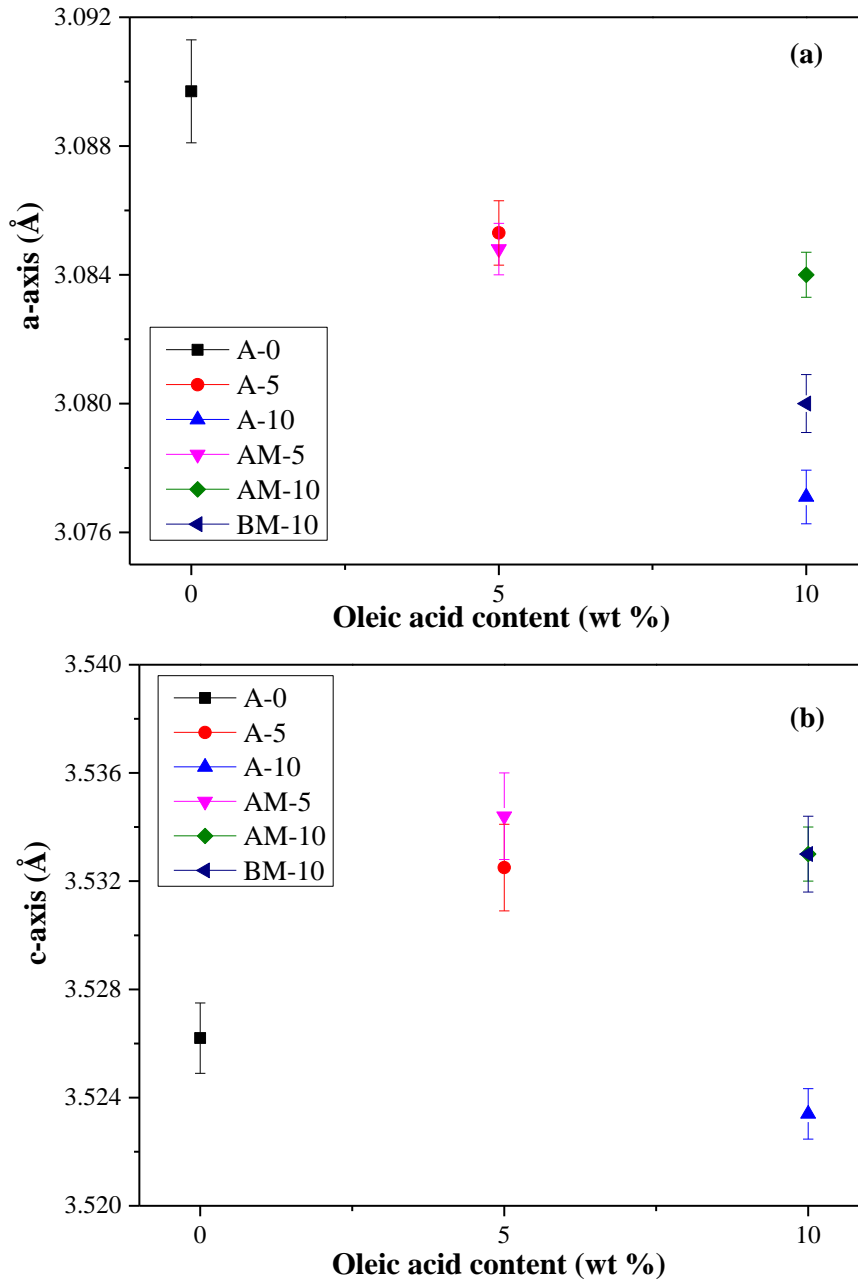 3.092
(a)
3.088
3.084
3.080
3.076
a-axis (Å)
A-0
A-5
A-10
AM-5
AM-10
BM-10
0 5 10
Oleic acid content (wt %)
3.540
(b)
3.536
3.532
3.528
3.524
3.520
c-axis (Å)
A-0
A-5
A-10
AM-5
AM-10
BM-10
0 5 10
Oleic acid content (wt %)